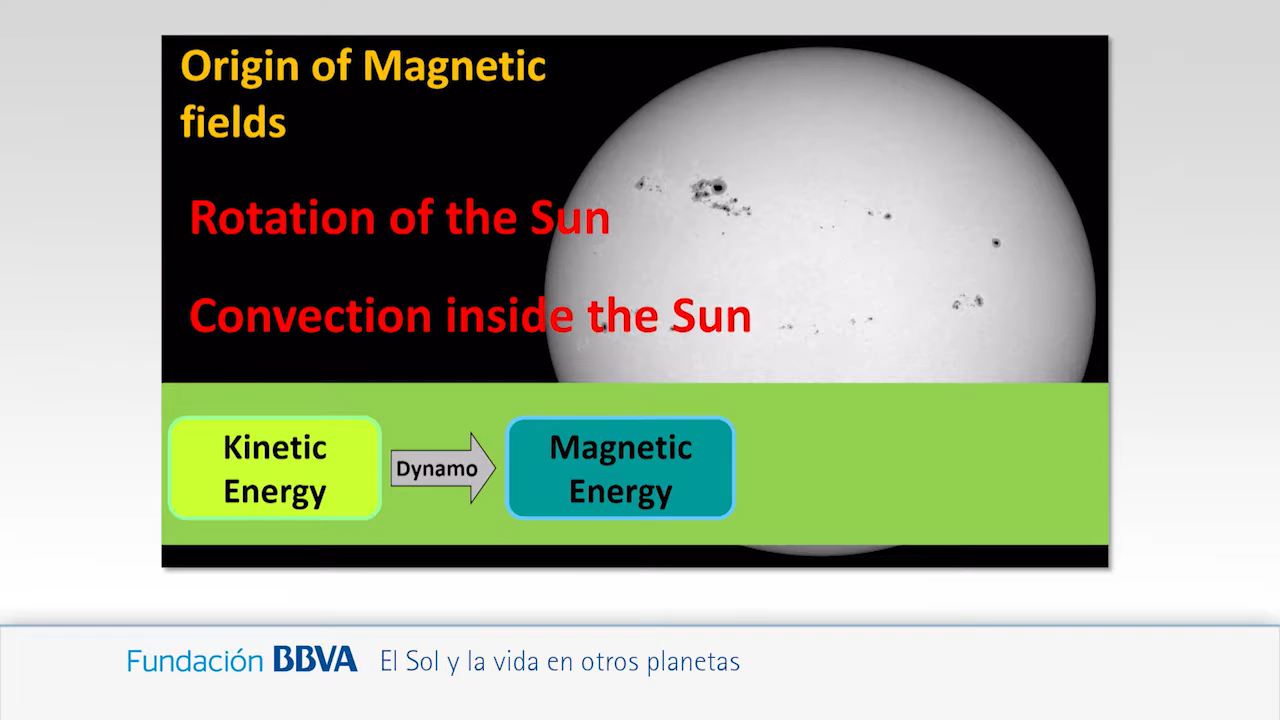 Origin of Magnetic
fields
Rotation of the Sun
Convection inside the Sun
Kinetic
Energy
Dynamo
Magnetic
Energy
Fundación BBVA El Sol y la vida en otros planetas